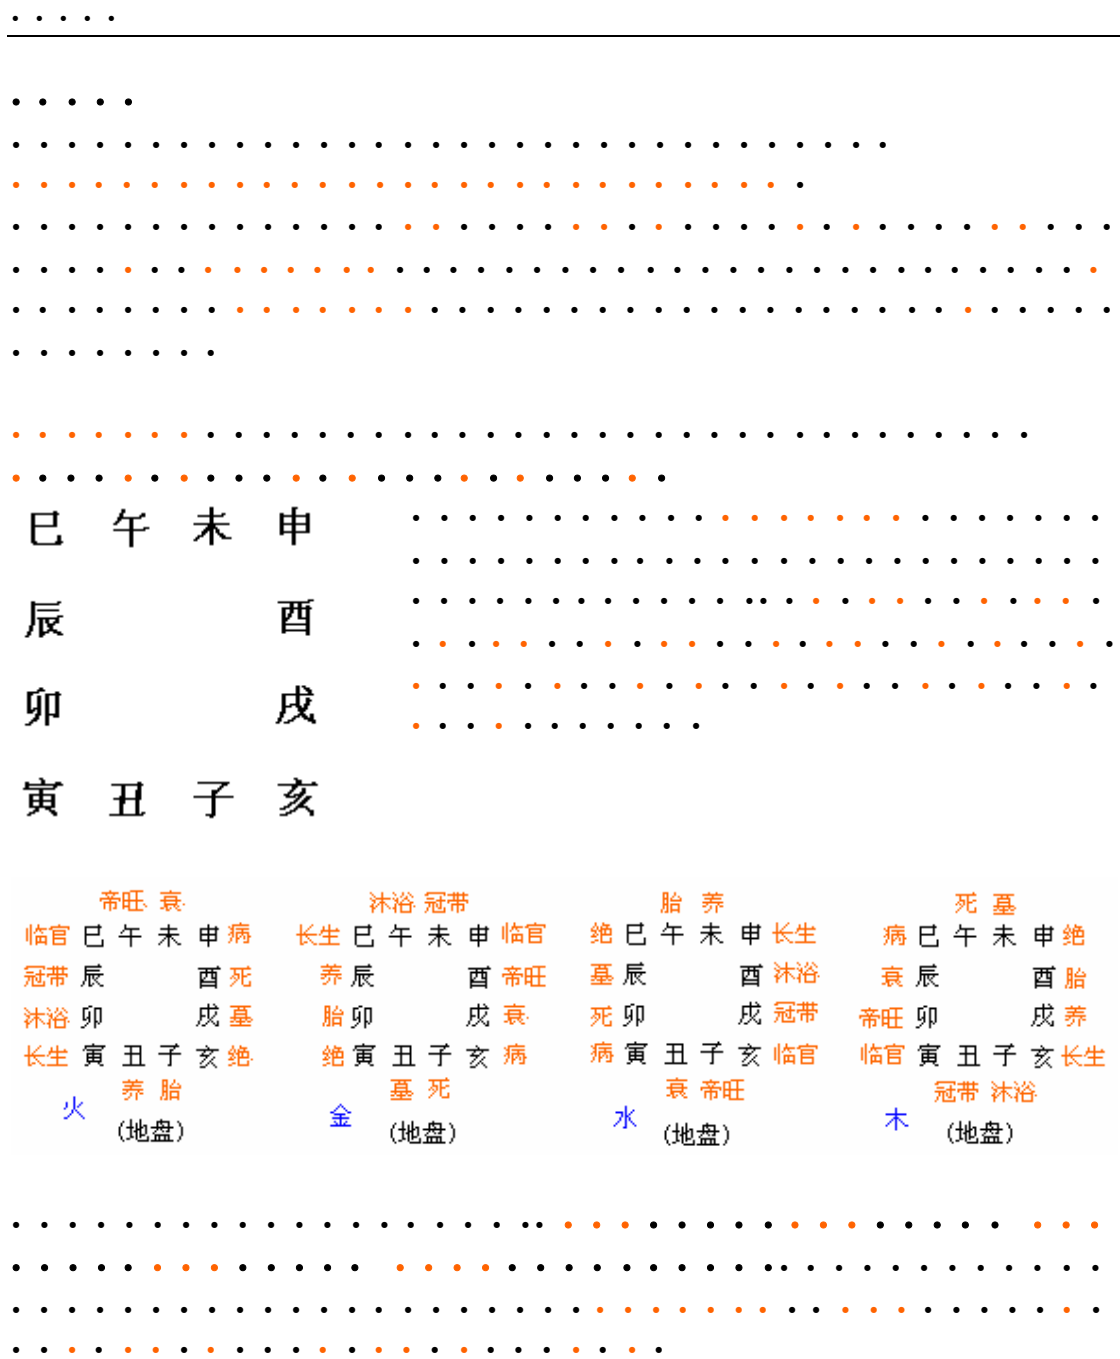 巳 午 未 申
辰 酉
卯 戌
寅 丑 子 亥
帝旺 衰
临官 巳 午 未 申 病
冠带 辰 酉 死
沐浴 卯 戌 墓
长生 寅 丑 子 亥 绝
养 胎
火
(地盘)
沐浴 冠带
长生 巳 午 未 申 临官
养 辰 酉 帝旺
胎 卯 戌 衰
绝 寅 丑 子 亥 病
墓 死
金
(地盘)
胎 养
绝 巳 午 未 申 长生
墓 辰 酉 沐浴
死 卯 戌 冠带
病 寅 丑 子 亥 临官
衰 帝旺
水
(地盘)
死 墓
病 巳 午 未 申 绝
衰 辰 酉 胎
帝旺 卯 戌 养
临官 寅 丑 子 亥 长生
冠带 沐浴
木
(地盘)